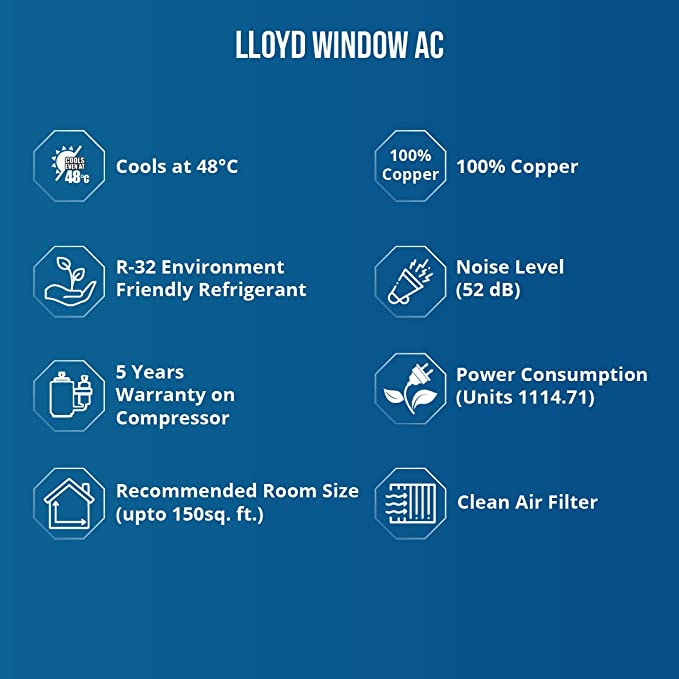 LLOYD WINDOW AC
COOLS
EVEN AT
48°C
Cools at 48°C
100%
Copper
100% Copper
R-32 Environment
Friendly Refrigerant
Noise Level
(52 dB)
5 Years
Warranty on
Compressor
Power Consumption
(Units 1114.71)
Recommended Room Size
(upto 150sq. ft.)
Clean Air Filter